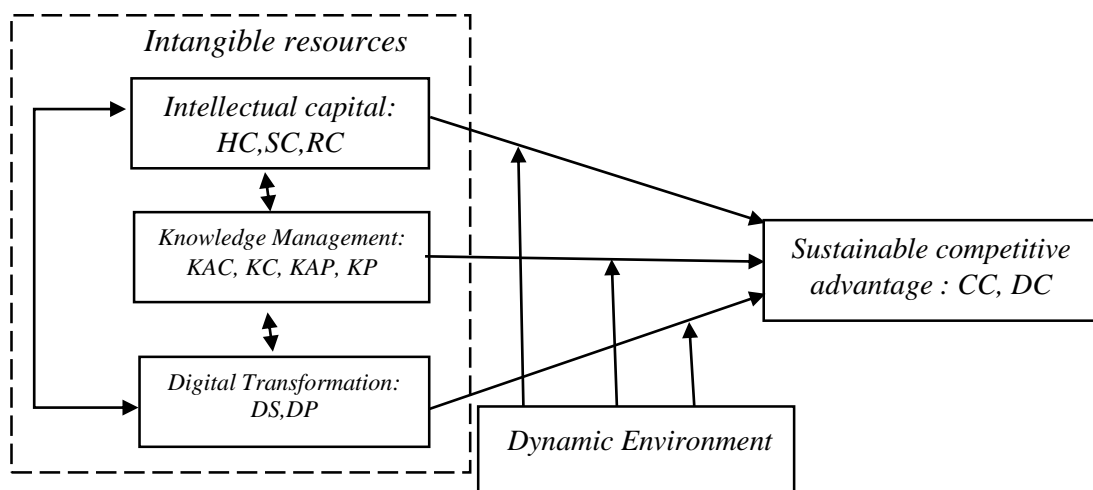 Intangible resources
Intellectual capital:
HC,SC,RC
Knowledge Management:
KAC, KC, KAP, KP
Digital Transformation:
DS,DP
Sustainable competitive
advantage : CC, DC
Dynamic Environment